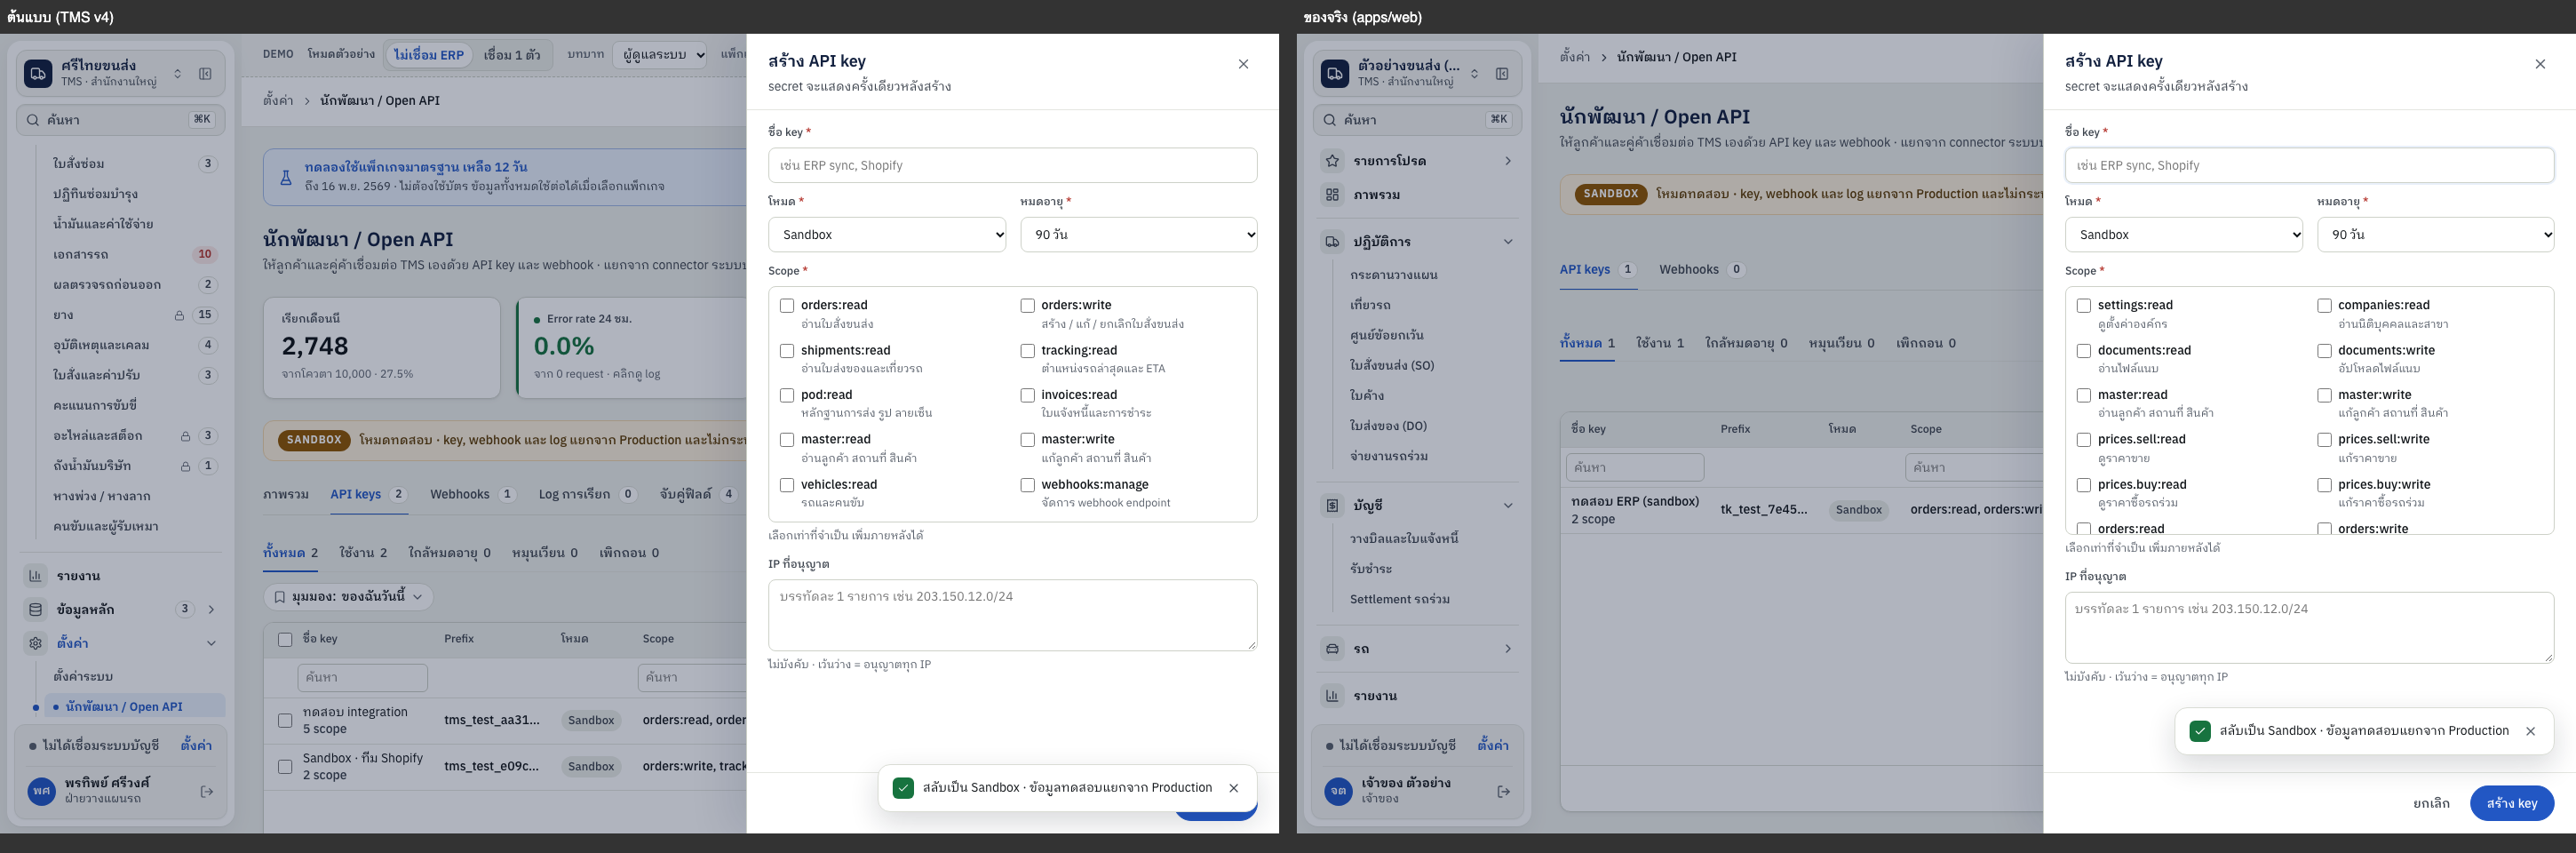 ต้นแบบ (TMS v4)
ศรีไทยขนส่ง
TMS · สำนักงานใหญ่
ค้นหา
⌘K
ใบสั่งซ่อม 3
ปฏิทินซ่อมบำรุง
น้ำมันและค่าใช้จ่าย
เอกสารรถ 10
ผลตรวจรถก่อนออก 2
ยาง 15
อุบัติเหตุและเคลม 4
ใบสั่งและค่าปรับ 3
คะแนนการขับขี่
อะไหล่และสต็อก 3
ถังน้ำมันบริษัท 1
หางพ่วง / หางลาก
คนขับและผู้รับเหมา
รายงาน
ข้อมูลหลัก 3
ตั้งค่า
ตั้งค่าระบบ
นักพัฒนา / Open API
ไม่ได้เชื่อมระบบบัญชี ตั้งค่า
พศ
พรทิพย์ ศรีวงศ์
ฝ่ายวางแผนรถ
DEMO โหมดตัวอย่าง ไม่เชื่อม ERP เชื่อม 1 ตัว บทบาท ผู้ดูแลระบบ
ตั้งค่า > นักพัฒนา / Open API
ทดลองใช้แพ็กเกจมาตรฐาน เหลือ 12 วัน
ถึง 16 พ.ย. 2569 · ไม่ต้องใช้บัตร ข้อมูลทั้งหมดใช้ต่อได้เมื่อเลือกแพ็กเกจ
นักพัฒนา / Open API
ให้ลูกค้าและคู่ค้าเชื่อมต่อ TMS เองด้วย API key และ webhook · แยกจาก connector ระบบ
เรียกเดือนนี้
2,748
จากโควตา 10,000 · 27.5%
Error rate 24 ชม.
0.0%
จาก 0 request · คลิกดู log
SANDBOX โหมดทดสอบ · key, webhook และ log แยกจาก Production และไม่กระท
ภาพรวม API keys 2 Webhooks 1 Log การเรียก 0 จับคู่ฟิลด์ 4
ทั้งหมด 2 ใช้งาน 2 ใกล้หมดอายุ 0 หมุนเวียน 0 เพิกถอน 0
มุมมอง: ของฉันวันนี้
ชื่อ key Prefix โหมด Scope
ค้นหา ค้นหา
ทดสอบ integration
5 scope
tms_test_aa31... Sandbox orders:read, order
Sandbox · ทีม Shopify
2 scope
tms_test_e09c... Sandbox orders:write, track
สร้าง API key
secret จะแสดงครั้งเดียวหลังสร้าง
ชื่อ key *
เช่น ERP sync, Shopify
โหมด * หมดอายุ *
Sandbox 90 วัน
Scope *
orders:read orders:write
อ่านใบสั่งขนส่ง สร้าง / แก้ / ยกเลิกใบสั่งขนส่ง
shipments:read tracking:read
อ่านใบส่งของและเที่ยวรถ ตำแหน่งรถล่าสุดและ ETA
pod:read invoices:read
หลักฐานการส่ง รูป ลายเซ็น ใบแจ้งหนี้และการชำระ
master:read master:write
อ่านลูกค้า สถานที่ สินค้า แก้ลูกค้า สถานที่ สินค้า
vehicles:read webhooks:manage
รถและคนขับ จัดการ webhook endpoint
เลือกเท่าที่จำเป็น เพิ่มภายหลังได้
IP ที่อนุญาต
บรรทัดละ 1 รายการ เช่น 203.150.12.0/24
ไม่บังคับ · เว้นว่าง = อนุญาตทุก IP
สลับเป็น Sandbox · ข้อมูลทดสอบแยกจาก Production
ของจริง (apps/web)
ตัวอย่างขนส่ง (...
TMS · สำนักงานใหญ่
ค้นหา
⌘K
รายการโปรด
ภาพรวม
ปฏิบัติการ
กระดานวางแผน
เที่ยวรถ
ศูนย์ข้อยกเว้น
ใบสั่งขนส่ง (SO)
ใบค้าง
ใบส่งของ (DO)
จ่ายงานรถร่วม
บัญชี
วางบิลและใบแจ้งหนี้
รับชำระ
Settlement รถร่วม
รถ
รายงาน
ไม่ได้เชื่อมระบบบัญชี ตั้งค่า
จต
เจ้าของ ตัวอย่าง
เจ้าของ
ตั้งค่า > นักพัฒนา / Open API
นักพัฒนา / Open API
ให้ลูกค้าและคู่ค้าเชื่อมต่อ TMS เองด้วย API key และ webhook · แยกจาก connector ระบบ
SANDBOX โหมดทดสอบ · key, webhook และ log แยกจาก Production และไม่กระท
API keys 1 Webhooks 0
ทั้งหมด 1 ใช้งาน 1 ใกล้หมดอายุ 0 หมุนเวียน 0 เพิกถอน 0
ชื่อ key Prefix โหมด Scope
ค้นหา ค้นหา
ทดสอบ ERP (sandbox)
2 scope
tk_test_7e45... Sandbox orders:read, orders:wri
สร้าง API key
secret จะแสดงครั้งเดียวหลังสร้าง
ชื่อ key *
เช่น ERP sync, Shopify
โหมด * หมดอายุ *
Sandbox 90 วัน
Scope *
settings:read companies:read
ดูตั้งค่าองค์กร อ่านนิติบุคคลและสาขา
documents:read documents:write
อ่านไฟล์แนบ อัปโหลดไฟล์แนบ
master:read master:write
อ่านลูกค้า สถานที่ สินค้า แก้ลูกค้า สถานที่ สินค้า
prices.sell:read prices.sell:write
ดูราคาขาย แก้ราคาขาย
prices.buy:read prices.buy:write
ดูราคาซื้อรถร่วม แก้ราคาซื้อรถร่วม
orders:read orders:write
เลือกเท่าที่จำเป็น เพิ่มภายหลังได้
IP ที่อนุญาต
บรรทัดละ 1 รายการ เช่น 203.150.12.0/24
ไม่บังคับ · เว้นว่าง = อนุญาตทุก IP
สลับเป็น Sandbox · ข้อมูลทดสอบแยกจาก Production
ยกเลิก สร้าง key